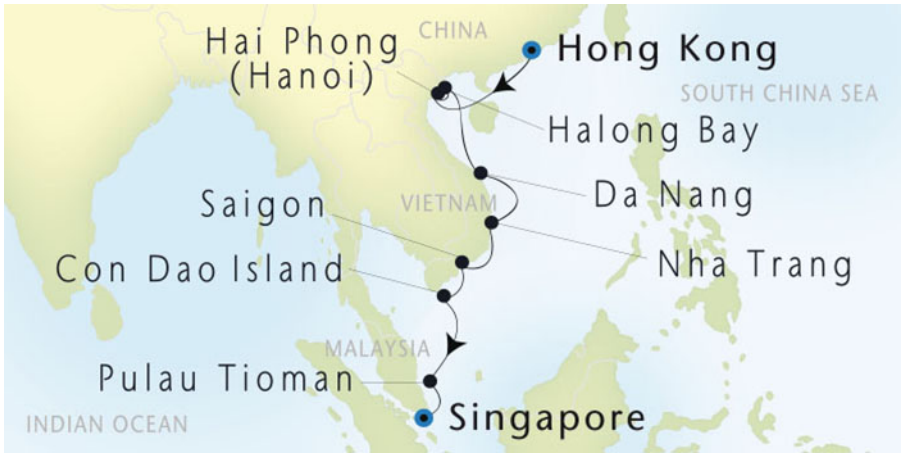 CHINA
Hai Phong
(Hanoi)
Hong Kong
SOUTH CHINA SEA
Halong Bay
Da Nang
VIETNAM
Saigon
Nha Trang
Con Dao Island
MALAYSIA
Pulau Tioman
Singapore
INDIAN OCEAN